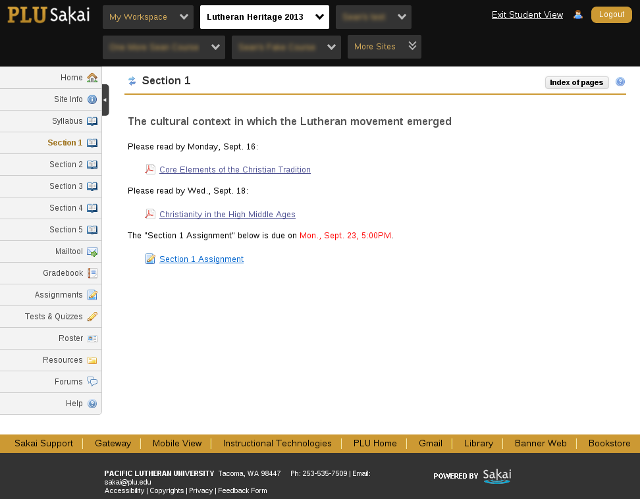 PLU Sakai
My Workspace
Lutheran Heritage 2013
More Sites
Exit Student View
Logout
Home
Site Info
Syllabus
Section 1
Section 2
Section 3
Section 4
Section 5
Mailtool
Gradebook
Assignments
Tests & Quizzes
Roster
Resources
Forums
Help
Section 1
Index of pages
The cultural context in which the Lutheran movement emerged
Please read by Monday, Sept. 16:
Core Elements of the Christian Tradition
Please read by Wed., Sept. 18:
Christianity in the High Middle Ages
The "Section 1 Assignment" below is due on Mon., Sept. 23, 5:00PM.
Section 1 Assignment
Sakai Support
Gateway
Mobile View
Instructional Technologies
PLU Home
Gmail
Library
Banner Web
Bookstore
PACIFIC LUTHERAN UNIVERSITY Tacoma, WA 98447 Ph: 253-535-7509 | Email:
sakai@plu.edu
Accessibility | Copyrights | Privacy | Feedback Form
POWERED BY Sakai